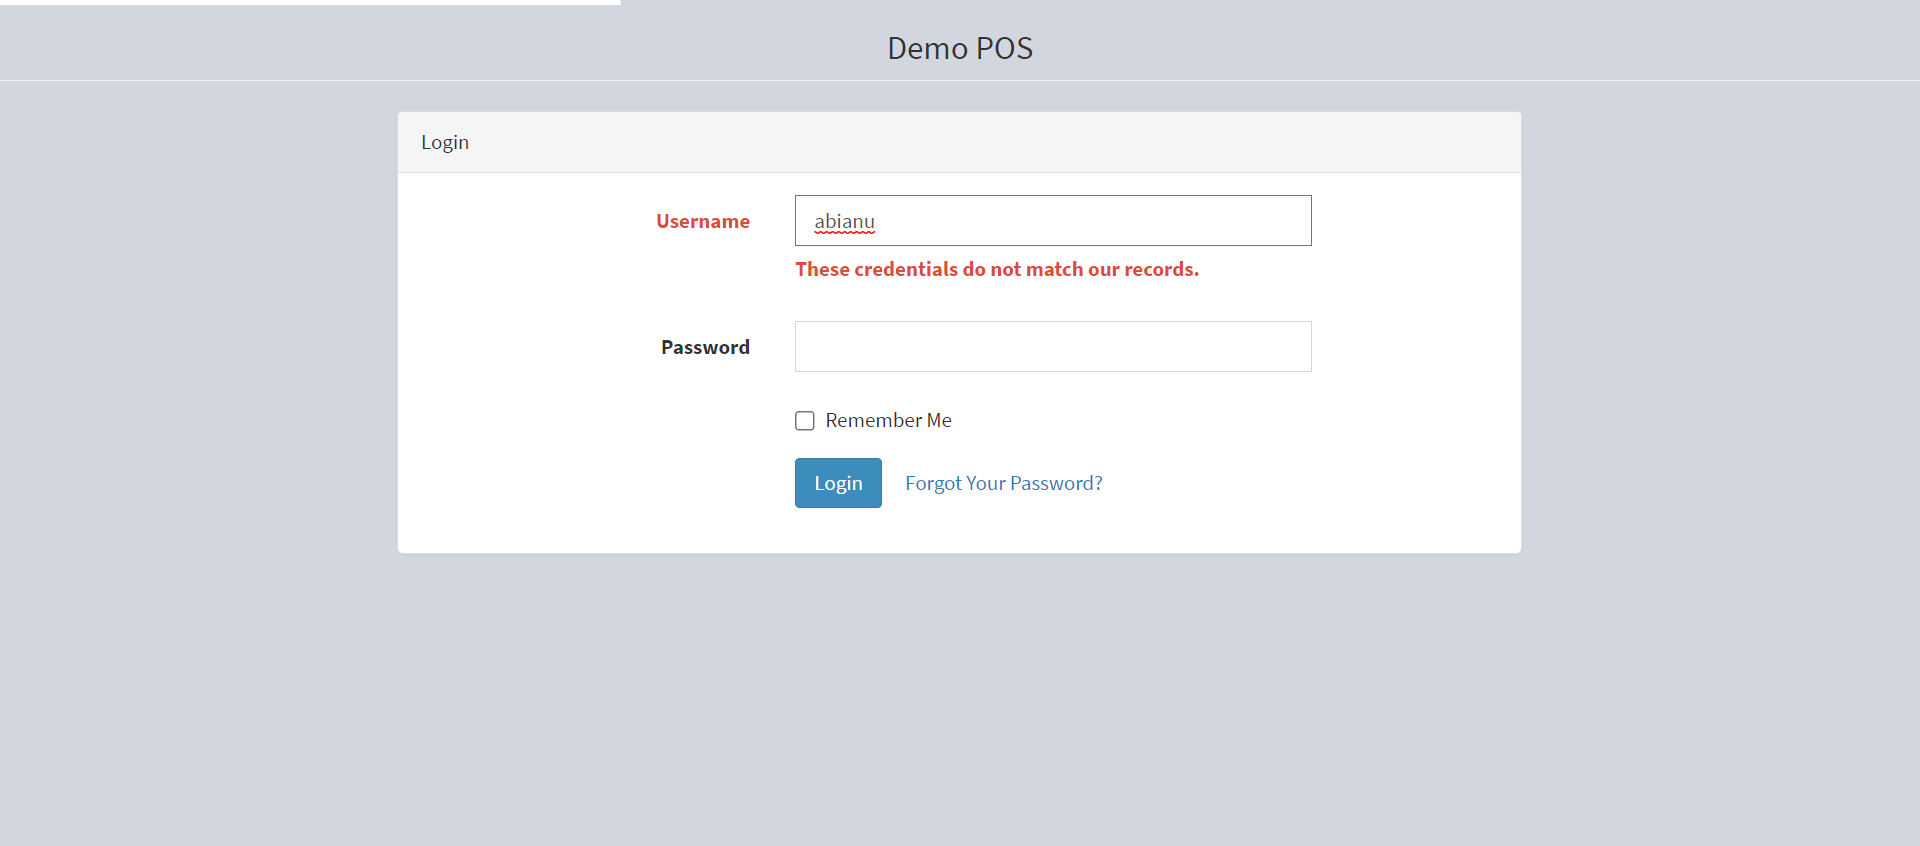 Demo POS
Login
Username
abianu
These credentials do not match our records.
Password
Remember Me
Login
Forgot Your Password?